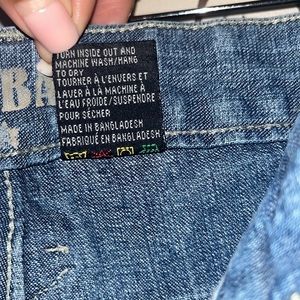 BA
TURN INSIDE OUT AND
MACHINE WASH/HANG
TO DRY
TOURNER À L'ENVERS ET
LAVER À LA MACHINE À
L'EAU FROIDE/SUSPENDRE
POUR SÉCHER
MADE IN BANGLADESH
FABRIQUÉ EN BANGLADESH